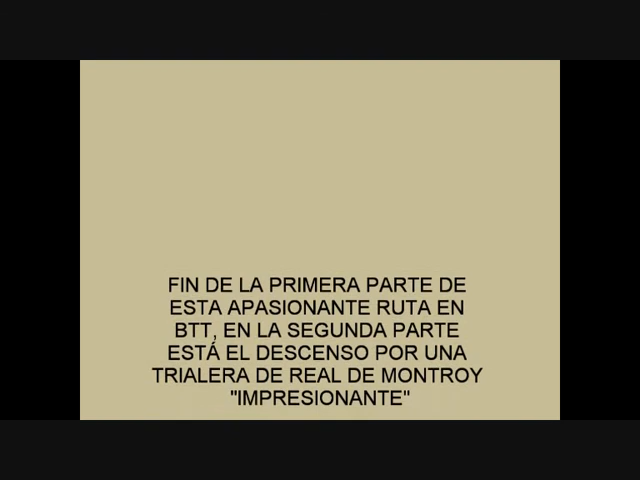 FIN DE LA PRIMERA PARTE DE
ESTA APASIONANTE RUTA EN
BTT, EN LA SEGUNDA PARTE
ESTÁ EL DESCENSO POR UNA
TRIALERA DE REAL DE MONTROY
"IMPRESIONANTE"